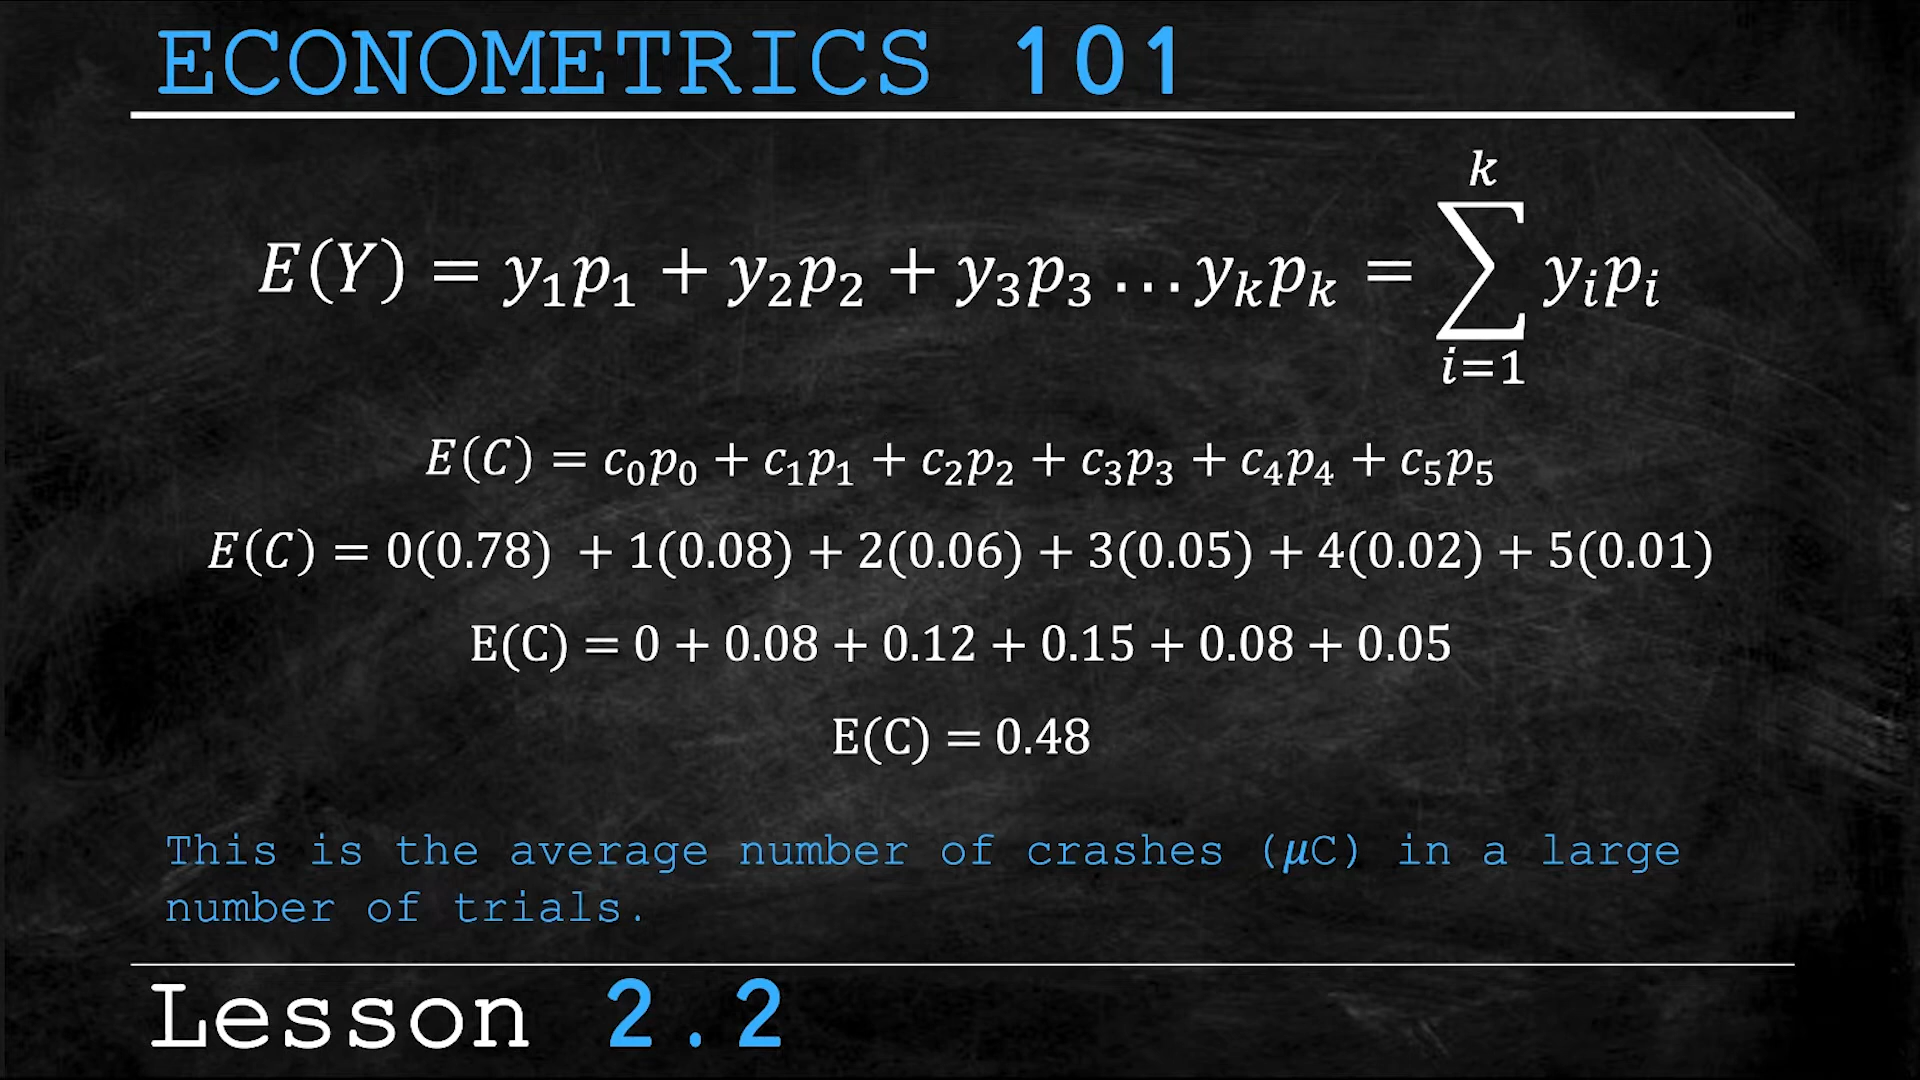 ECONOMETRICS 101
E(Y) = y₁p₁ + y₂p₂ + y₃p₃ … yₖpₖ = ∑ᵢ₌₁ᵏ yᵢpᵢ
E(C) = c₀p₀ + c₁p₁ + c₂p₂ + c₃p₃ + c₄p₄ + c₅p₅
E(C) = 0(0.78) + 1(0.08) + 2(0.06) + 3(0.05) + 4(0.02) + 5(0.01)
E(C) = 0 + 0.08 + 0.12 + 0.15 + 0.08 + 0.05
E(C) = 0.48
This is the average number of crashes (μC) in a large
number of trials.
Lesson 2.2